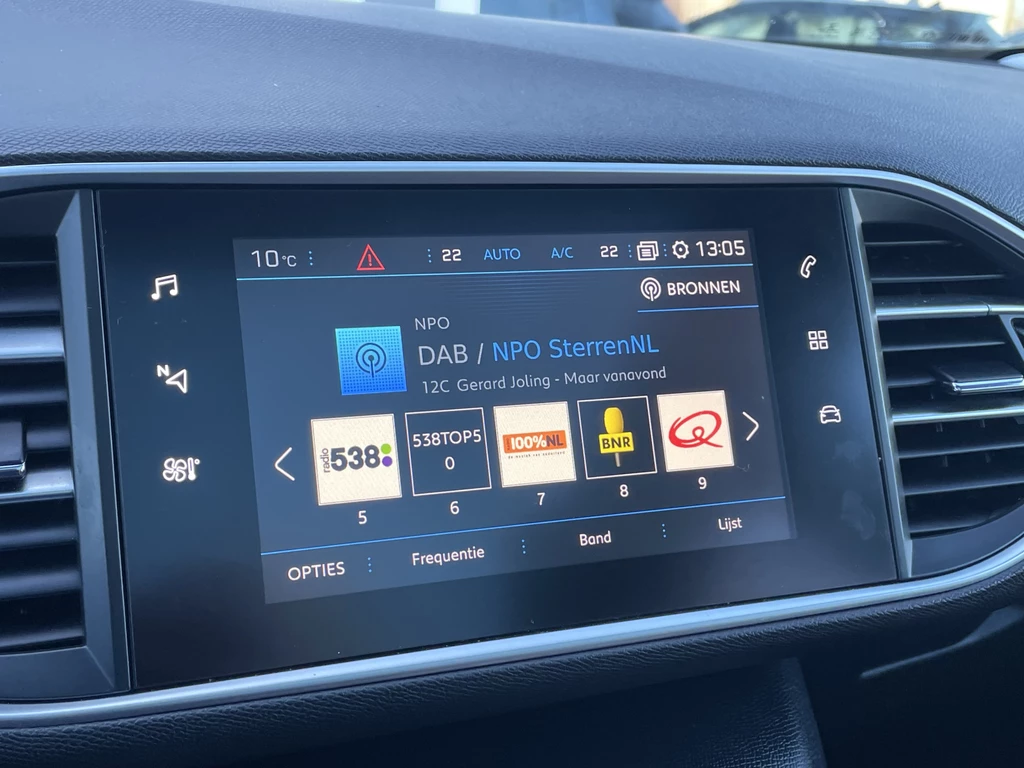 10°C 22 AUTO A/C 22 13:05
BRONNEN
NPO
DAB / NPO SterrenNL
12C Gerard Joling - Maar vanavond
N
radio 538
538TOP5
0
100%NL
BNR
Q
5 6 7 8 9
OPTIES Frequentie Band Lijst